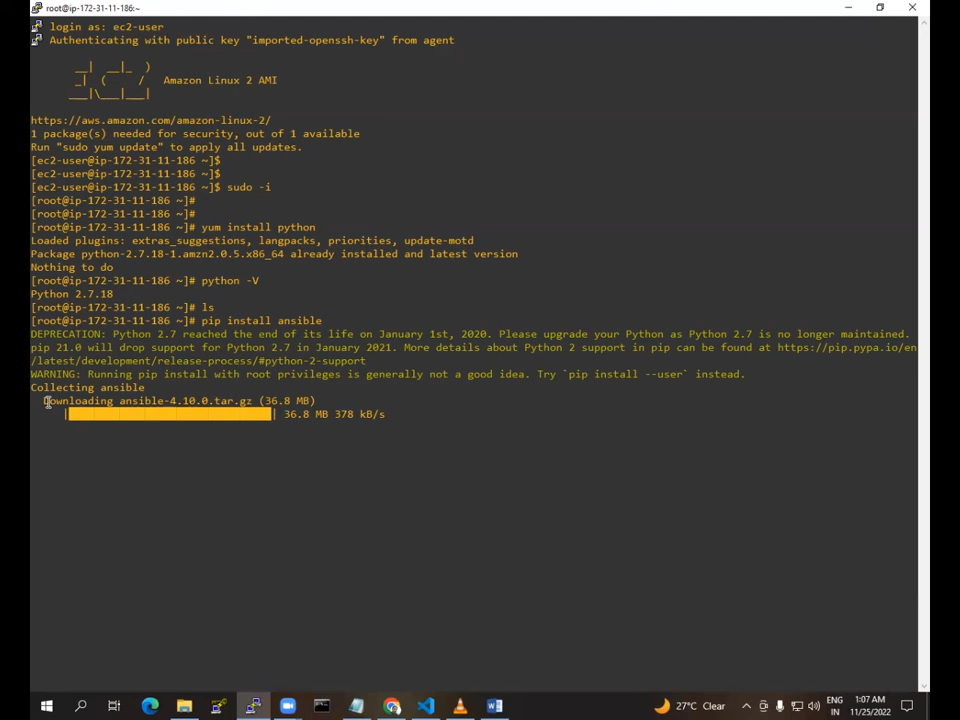 root@ip-172-31-11-186:~
login as: ec2-user
Authenticating with public key "imported-openssh-key" from agent
__|  __|_  )
_|  (     /   Amazon Linux 2 AMI
___|\___|___|
https://aws.amazon.com/amazon-linux-2/
1 package(s) needed for security, out of 1 available
Run "sudo yum update" to apply all updates.
[ec2-user@ip-172-31-11-186 ~]$
[ec2-user@ip-172-31-11-186 ~]$
[ec2-user@ip-172-31-11-186 ~]$ sudo -i
[root@ip-172-31-11-186 ~]#
[root@ip-172-31-11-186 ~]#
[root@ip-172-31-11-186 ~]# yum install python
Loaded plugins: extras_suggestions, langpacks, priorities, update-motd
Package python-2.7.18-1.amzn2.0.5.x86_64 already installed and latest version
Nothing to do
[root@ip-172-31-11-186 ~]# python -V
Python 2.7.18
[root@ip-172-31-11-186 ~]# ls
[root@ip-172-31-11-186 ~]# pip install ansible
DEPRECATION: Python 2.7 reached the end of its life on January 1st, 2020. Please upgrade your Python as Python 2.7 is no longer maintained.
pip 21.0 will drop support for Python 2.7 in January 2021. More details about Python 2 support in pip can be found at https://pip.pypa.io/en
/latest/development/release-process/#python-2-support
WARNING: Running pip install with root privileges is generally not a good idea. Try `pip install --user` instead.
Collecting ansible
Downloading ansible-4.10.0.tar.gz (36.8 MB)
| | 36.8 MB 378 kB/s
27°C Clear
ENG
IN
1:07 AM
11/25/2022